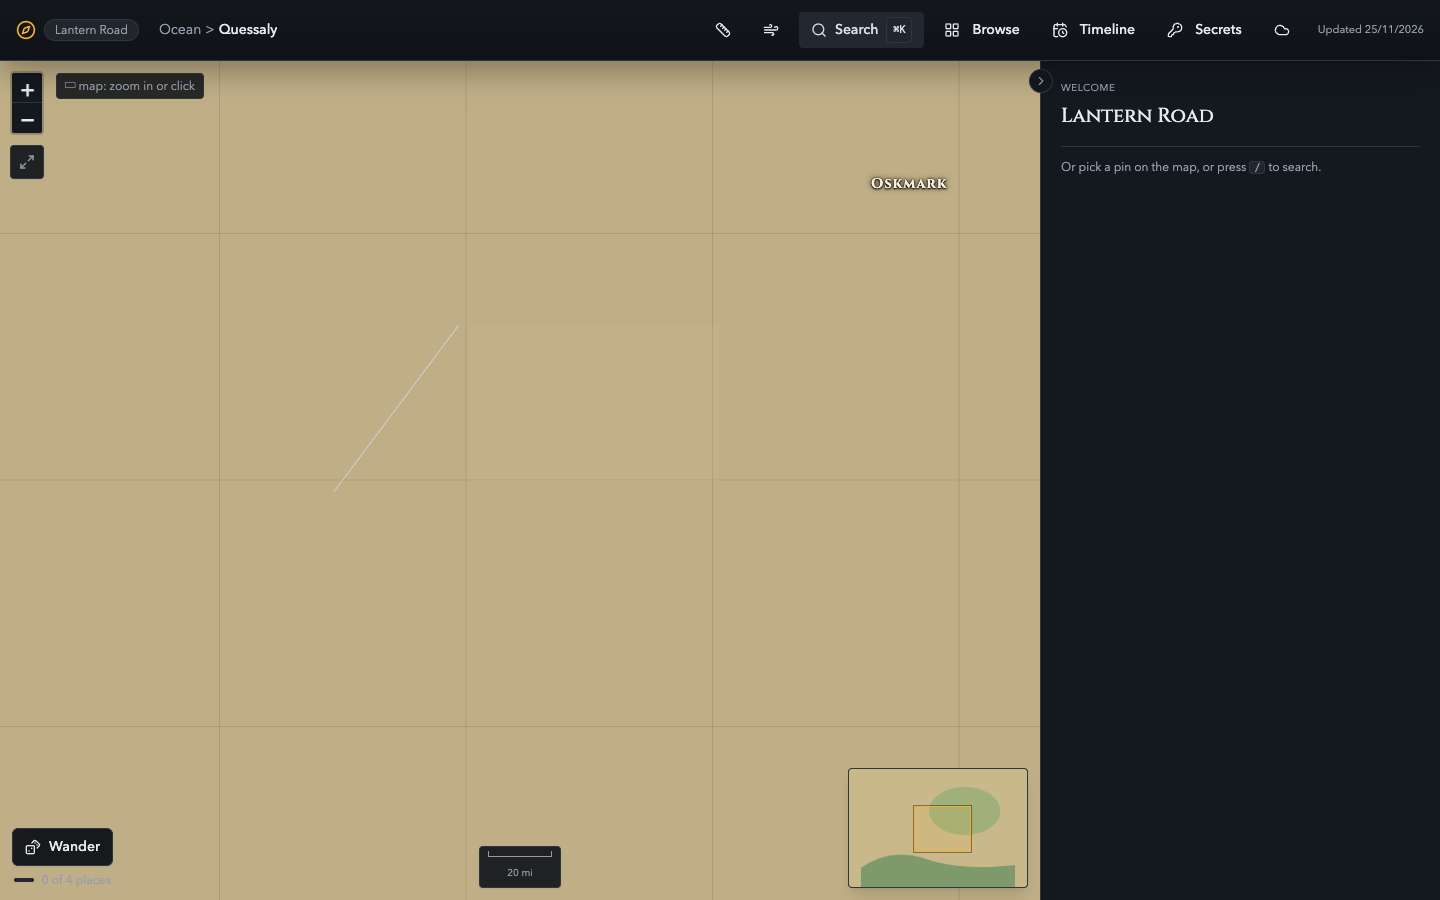 Lantern Road
Ocean > Quessaly
Search ⌘K
Browse
Timeline
Secrets
Updated 25/11/2026
+
−
map: zoom in or click
Oskmark
WELCOME
Lantern Road
Or pick a pin on the map, or press / to search.
Wander
0 of 4 places
20 mi